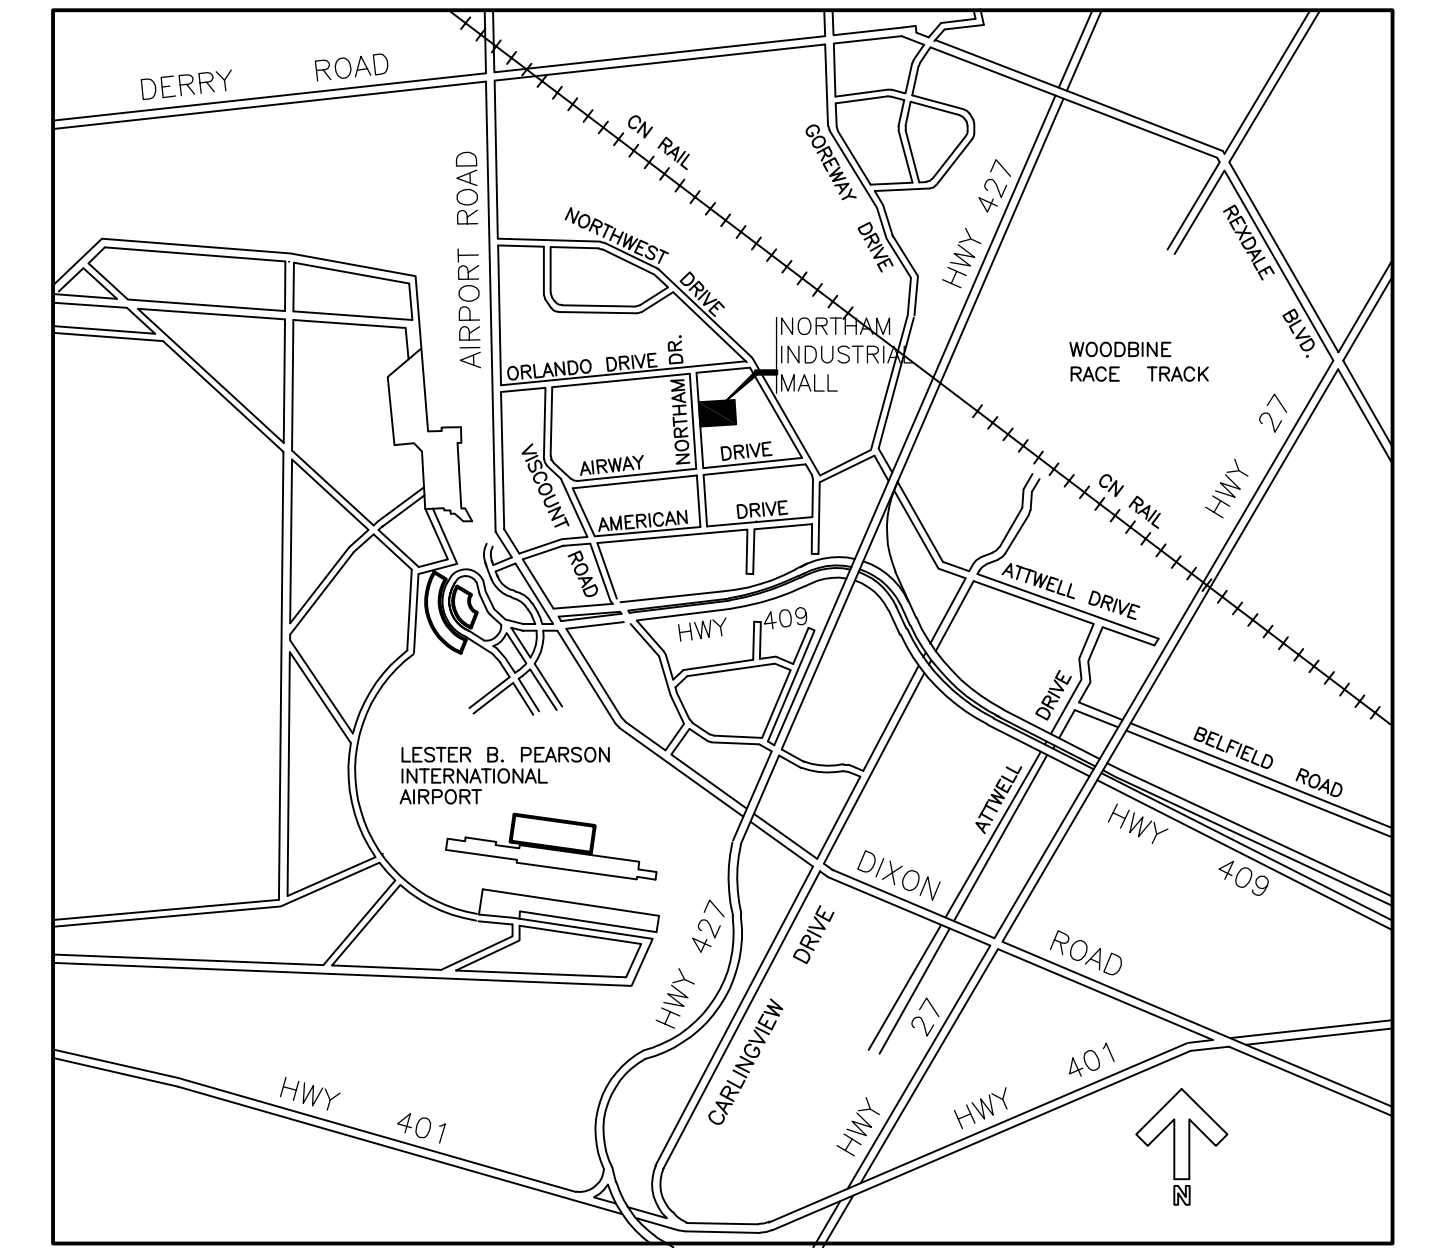 DERRY ROAD
CN RAIL
GOREWAY DRIVE
HWY 427
AIRPORT ROAD
NORTHWEST DRIVE
REXDALE BLVD.
NORTHAM
INDUSTRIAL
MALL
WOODBINE
RACE TRACK
ORLANDO DRIVE
NORTHAM DR.
HWY 27
VISCOUNT ROAD
AIRWAY DRIVE
AMERICAN DRIVE
CN RAIL
ATTWELL DRIVE
HWY 409
ATTWELL DRIVE
BELFIELD ROAD
LESTER B. PEARSON
INTERNATIONAL
AIRPORT
HWY 409
DIXON ROAD
HWY 427
CARLINGVIEW DRIVE
HWY 27
HWY 401
HWY 401
N